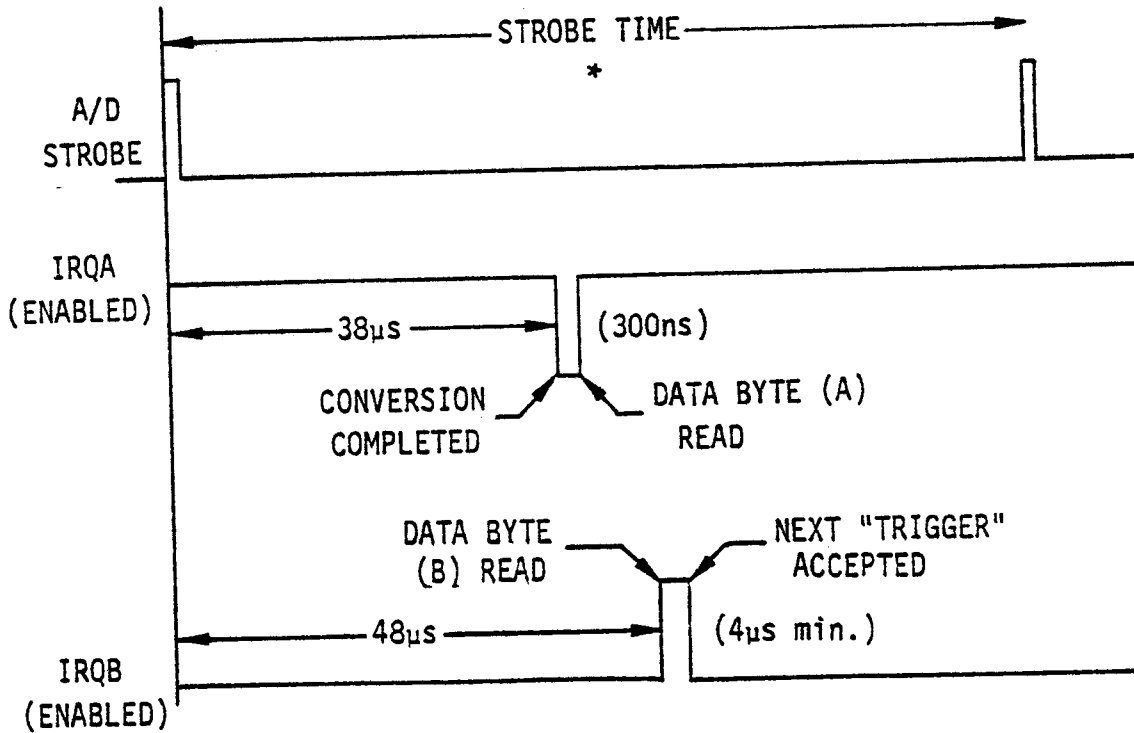 STROBE TIME
*
A/D
STROBE
IRQA
(ENABLED)
38µs
(300ns)
CONVERSION
COMPLETED
DATA BYTE (A)
READ
DATA BYTE
(B) READ
NEXT "TRIGGER"
ACCEPTED
48µs
(4µs min.)
IRQB
(ENABLED)